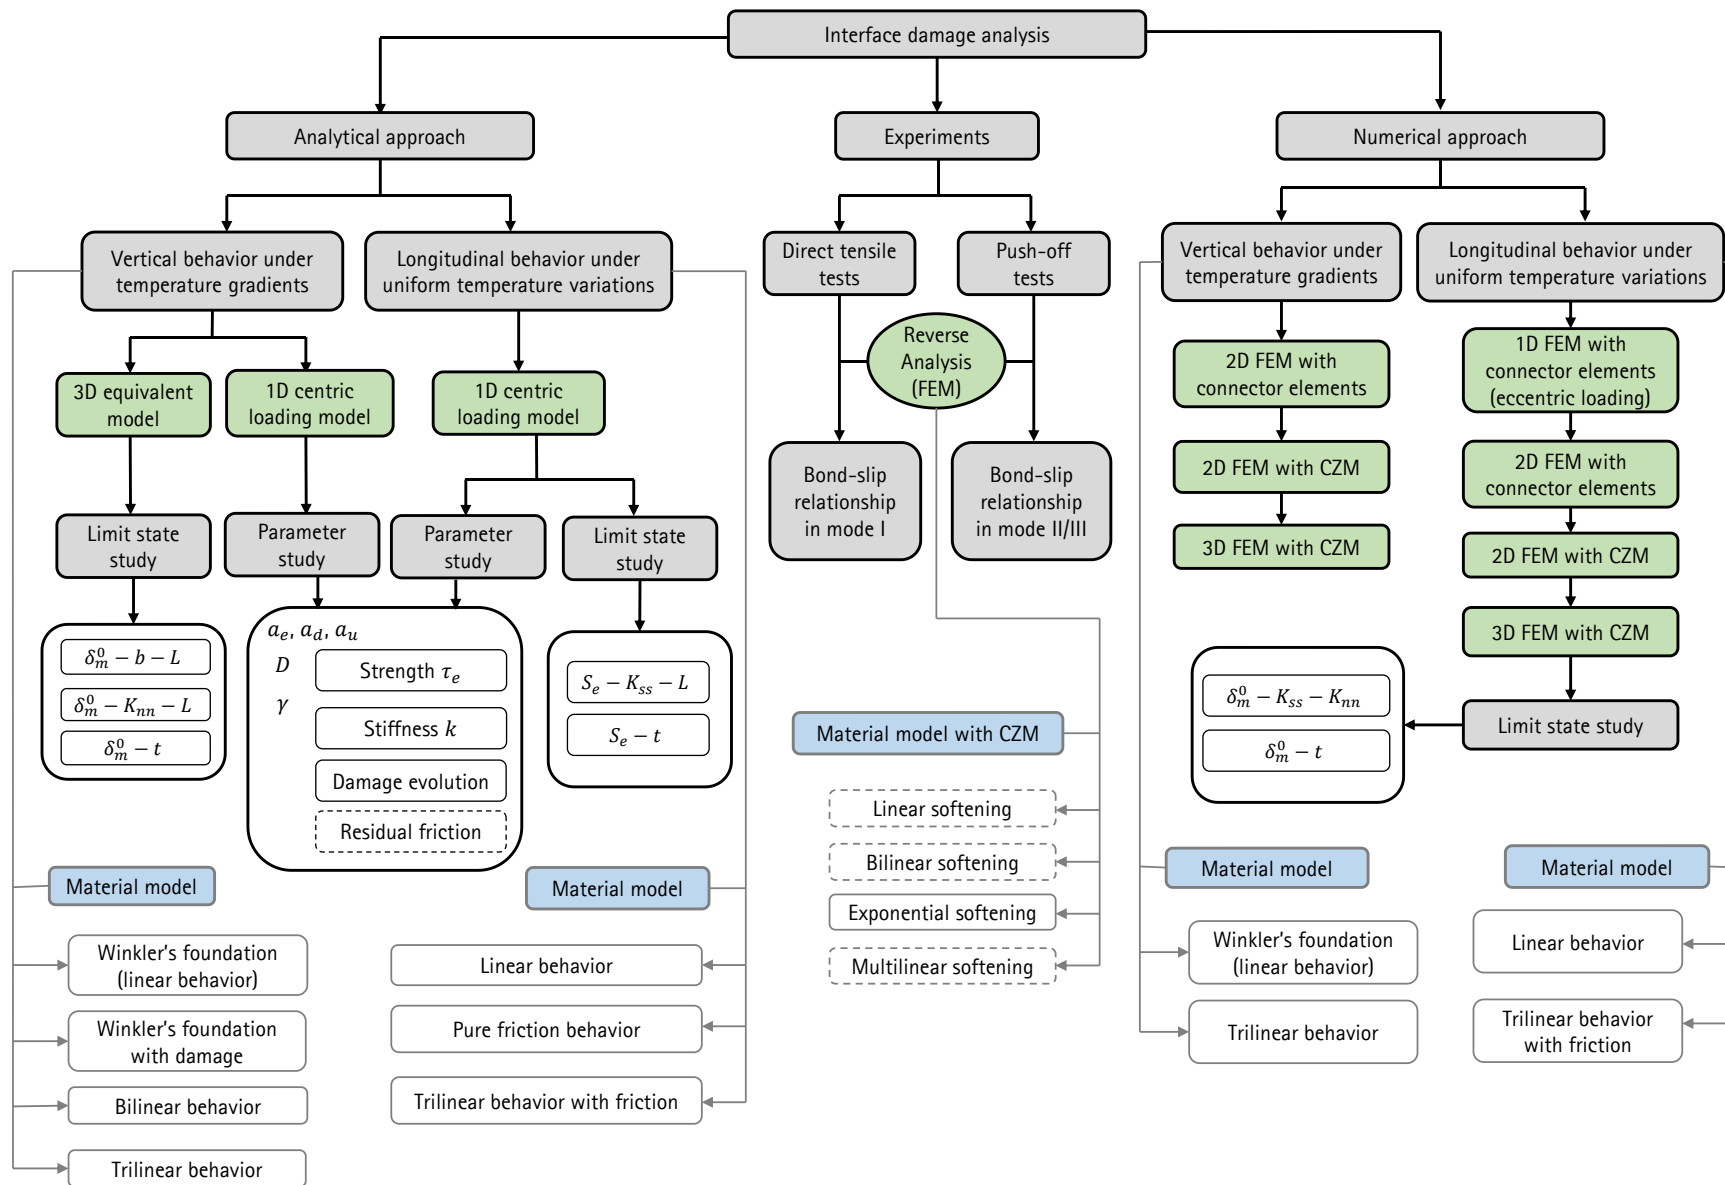 Interface damage analysis
Analytical approach
Experiments
Numerical approach
Vertical behavior under
temperature gradients
Longitudinal behavior under
uniform temperature variations
Direct tensile
tests
Push-off
tests
Vertical behavior under
temperature gradients
Longitudinal behavior under
uniform temperature variations
3D equivalent
model
1D centric
loading model
1D centric
loading model
Reverse
Analysis
(FEM)
2D FEM with
connector elements
1D FEM with
connector elements
(eccentric loading)
Bond-slip
relationship
in mode I
Bond-slip
relationship
in mode II/III
2D FEM with CZM
2D FEM with
connector elements
3D FEM with CZM
2D FEM with CZM
3D FEM with CZM
Limit state
study
Parameter
study
Parameter
study
Limit state
study
$\delta_m^0 - b - L$
$\delta_m^0 - K_{nn} - L$
$\delta_m^0 - t$
$a_e, a_d, a_u$
$D$
$\gamma$
Strength $\tau_e$
Stiffness $k$
Damage evolution
Residual friction
$S_e - K_{ss} - L$
$S_e - t$
$\delta_m^0 - K_{ss} - K_{nn}$
$\delta_m^0 - t$
Limit state study
Material model with CZM
Linear softening
Bilinear softening
Exponential softening
Multilinear softening
Material model
Winkler's foundation
(linear behavior)
Winkler's foundation
with damage
Bilinear behavior
Trilinear behavior
Material model
Linear behavior
Pure friction behavior
Trilinear behavior with friction
Material model
Winkler's foundation
(linear behavior)
Trilinear behavior
Material model
Linear behavior
Trilinear behavior
with friction